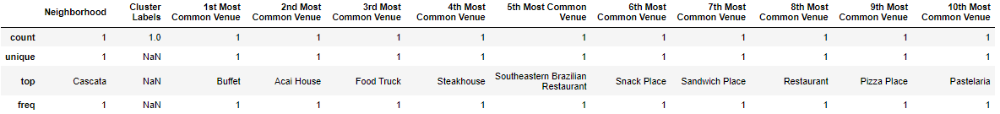 Neighborhood Cluster Labels 1st Most Common Venue 2nd Most Common Venue 3rd Most Common Venue 4th Most Common Venue 5th Most Common Venue 6th Most Common Venue 7th Most Common Venue 8th Most Common Venue 9th Most Common Venue 10th Most Common Venue
count 1 1.0 1 1 1 1 1 1 1 1 1 1
unique 1 NaN 1 1 1 1 1 1 1 1 1 1
top Cascata NaN Buffet Acai House Food Truck Steakhouse Southeastern Brazilian Restaurant Snack Place Sandwich Place Restaurant Pizza Place Pastelaria
freq 1 NaN 1 1 1 1 1 1 1 1 1 1